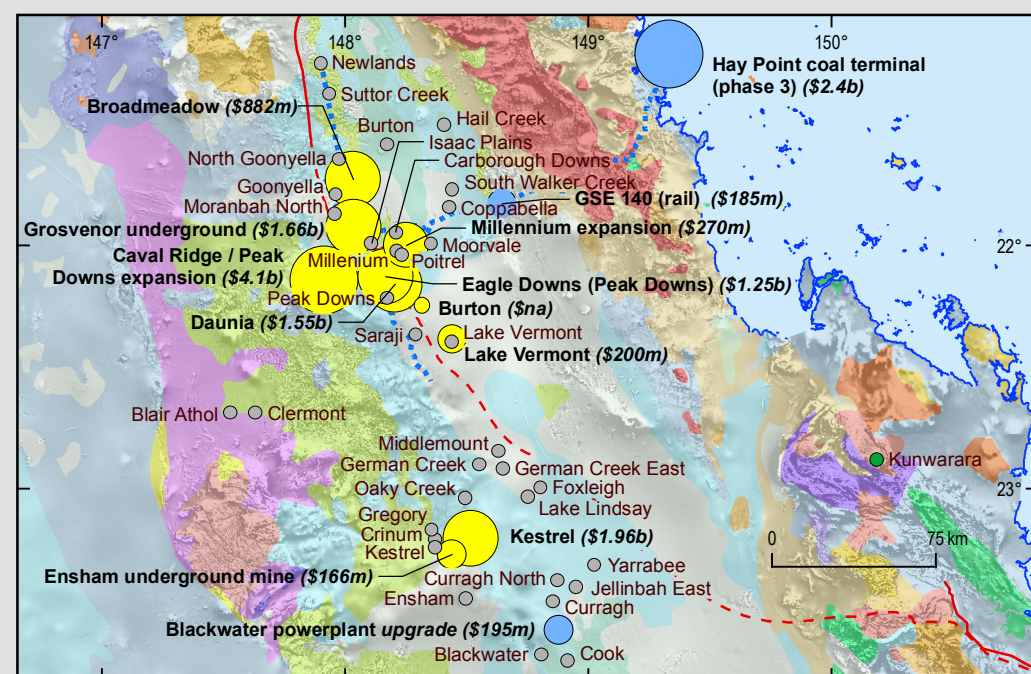 147°
148°
149°
150°
Newlands
Hay Point coal terminal
(phase 3) ($2.4b)
Suttor Creek
Broadmeadow ($882m)
Hail Creek
Burton
Isaac Plains
North Goonyella
Carborough Downs
South Walker Creek
Goonyella
GSE 140 (rail) ($185m)
Moranbah North
Coppabella
Grosvenor underground ($1.66b)
Millennium expansion ($270m)
Moorvale
22°
Caval Ridge / Peak
Downs expansion ($4.1b)
Millenium
Poitrel
Eagle Downs (Peak Downs) ($1.25b)
Peak Downs
Burton ($na)
Daunia ($1.55b)
Saraji
Lake Vermont
Lake Vermont ($200m)
Blair Athol
Clermont
Middlemount
German Creek
German Creek East
Kunwarara
Oaky Creek
Foxleigh
23°
Lake Lindsay
Gregory
Crinum
Kestrel
Kestrel ($1.96b)
0
75 km
Yarrabee
Ensham underground mine ($166m)
Curragh North
Jellinbah East
Ensham
Curragh
Blackwater powerplant upgrade ($195m)
Blackwater
Cook